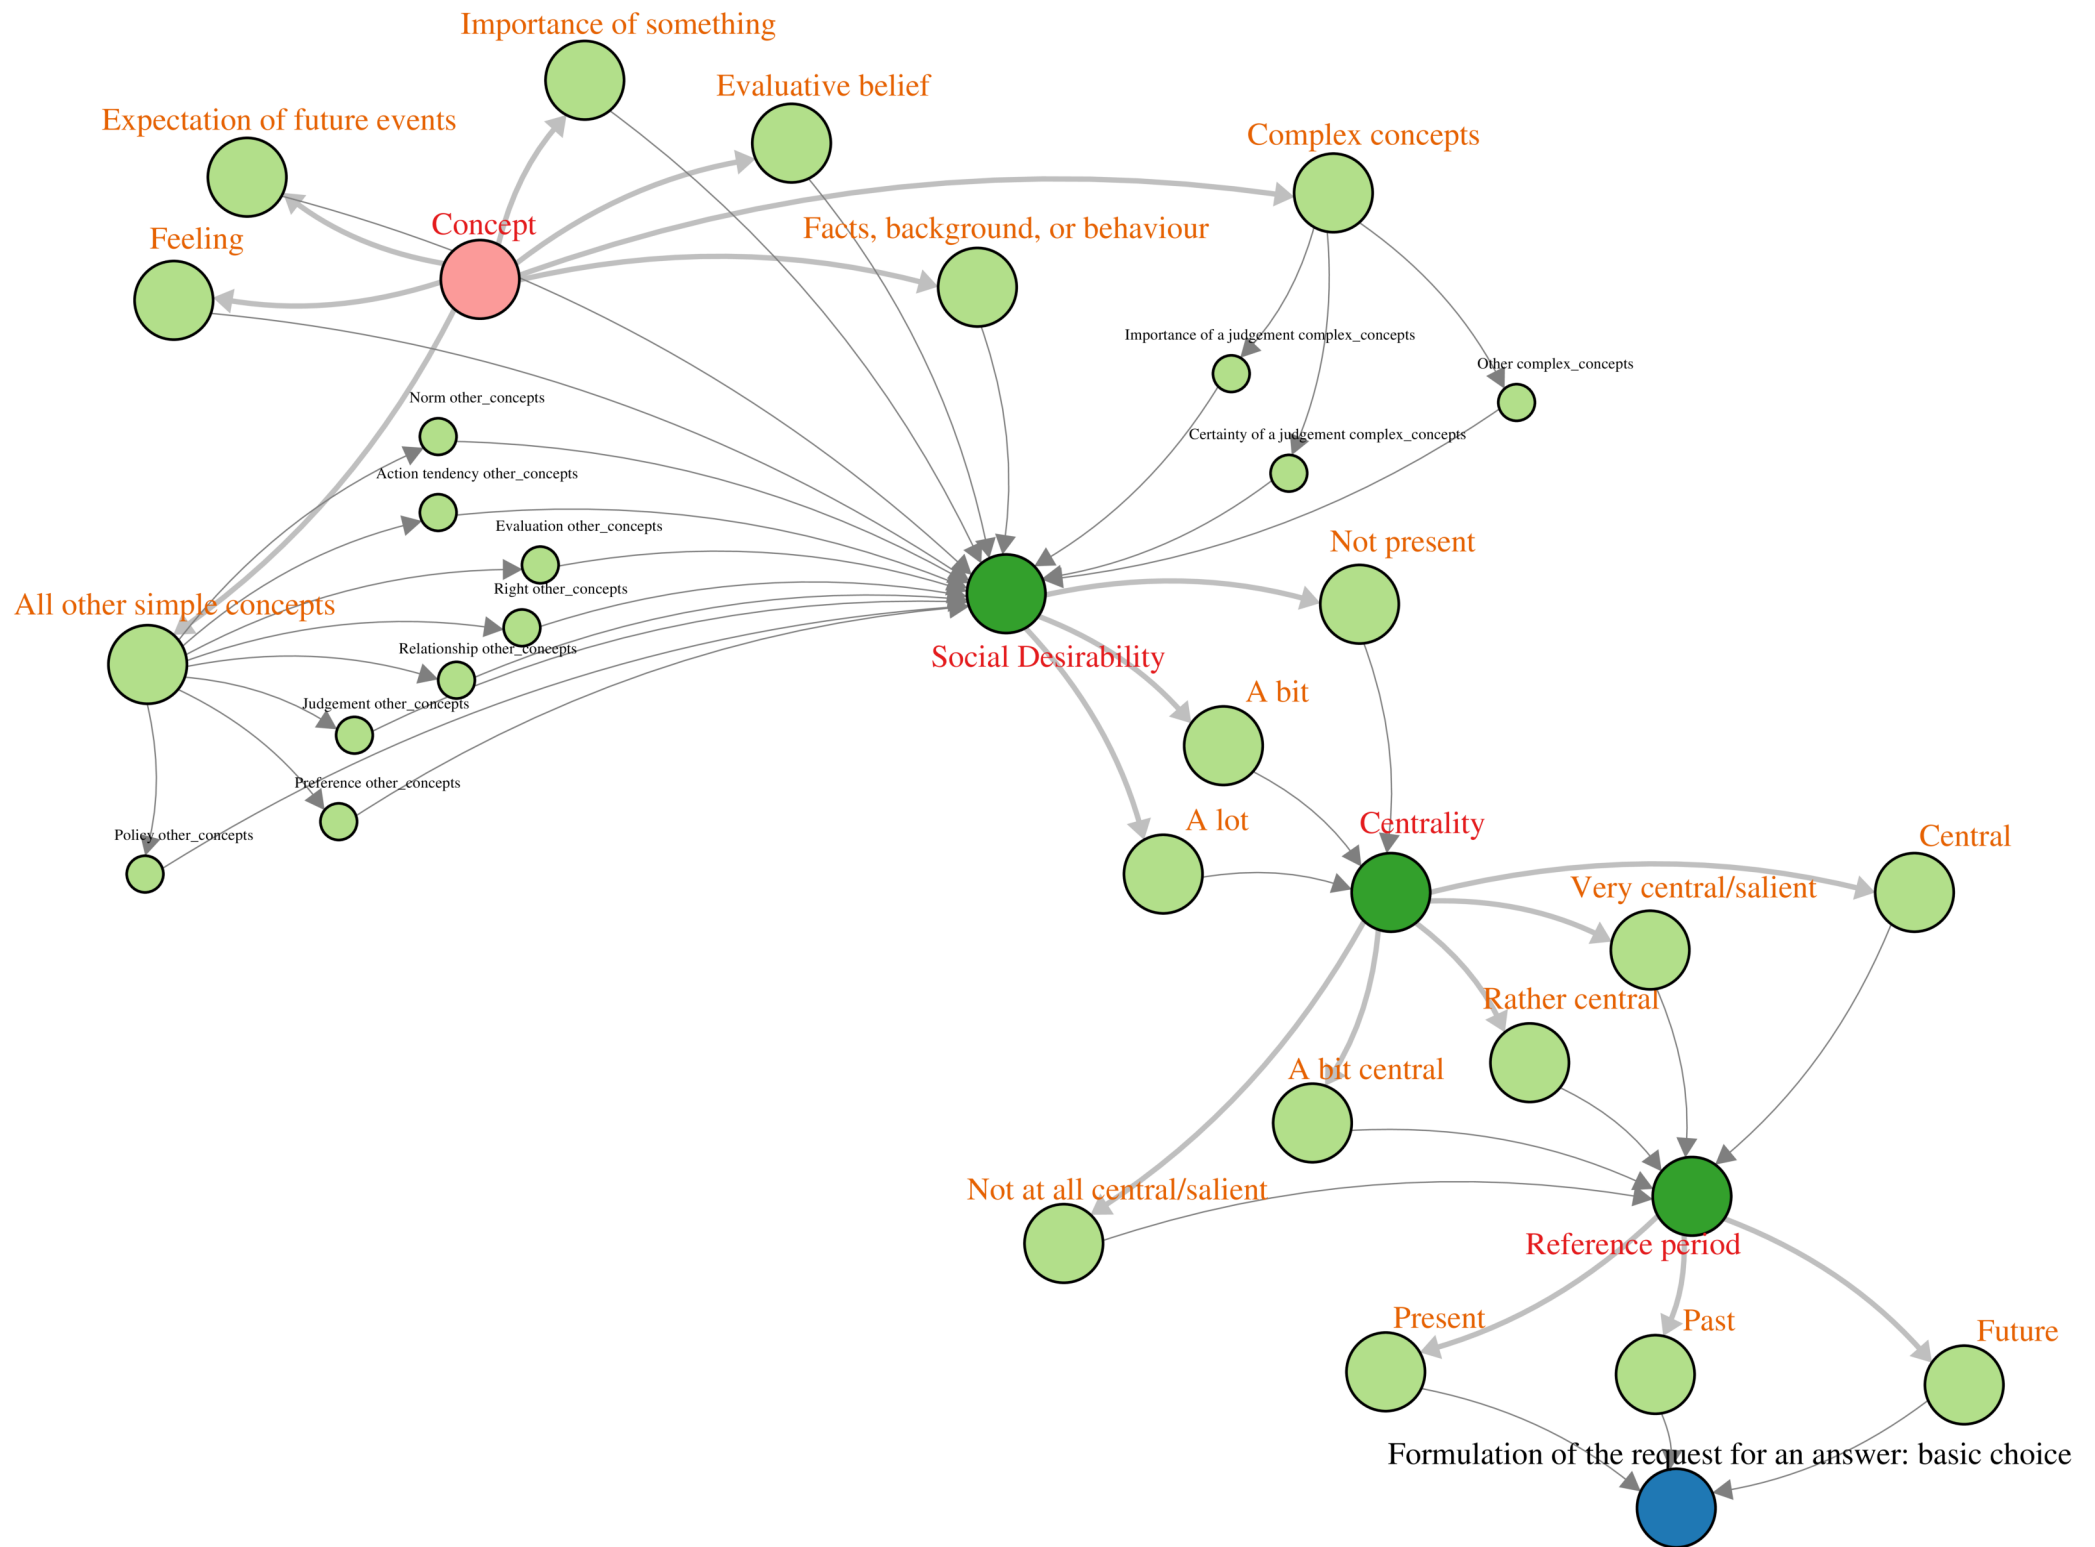 Importance of something
Evaluative belief
Expectation of future events
Complex concepts
Concept
Facts, background, or behaviour
Feeling
Importance of a judgement complex_concepts
Other complex_concepts
Norm other_concepts
Certainty of a judgement complex_concepts
Action tendency other_concepts
Evaluation other_concepts
Not present
Right other_concepts
All other simple concepts
Relationship other_concepts
Social Desirability
A bit
Judgement other_concepts
Preference other_concepts
A lot
Centrality
Policy other_concepts
Central
Very central/salient
Rather central
A bit central
Not at all central/salient
Reference period
Present
Past
Future
Formulation of the request for an answer: basic choice